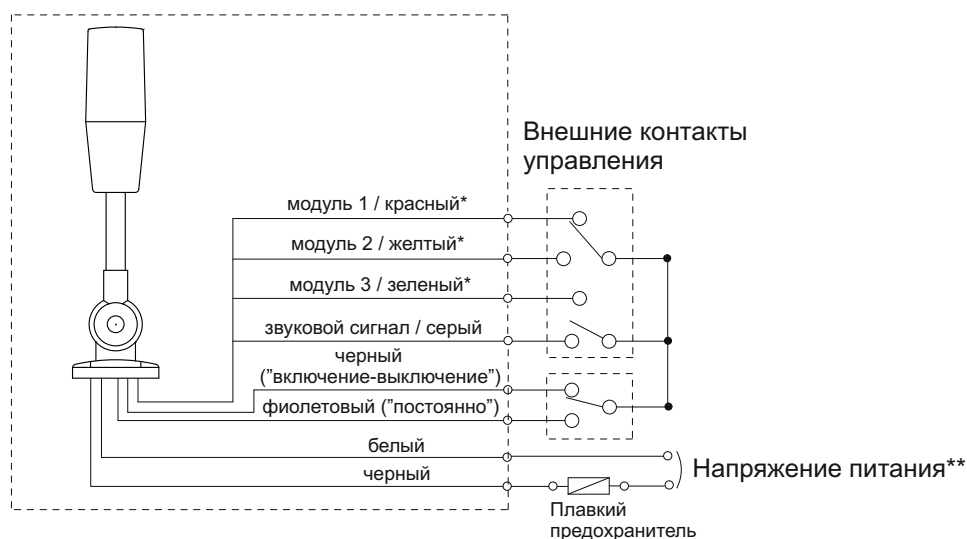 Внешние контакты
управления
модуль 1 / красный*
модуль 2 / желтый*
модуль 3 / зеленый*
звуковой сигнал / серый
черный
("включение-выключение")
фиолетовый ("постоянно")
белый
черный
Напряжение питания**
Плавкий
предохранитель